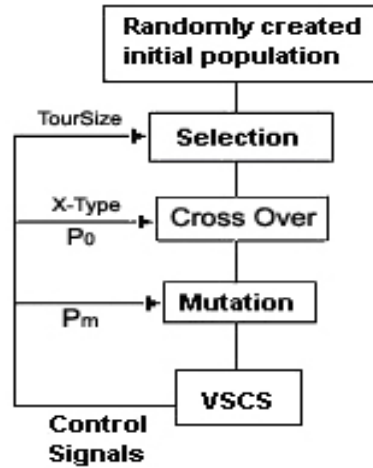 Randomly created
initial population
TourSize
Selection
X-Type
Cross Over
P0
Mutation
Pm
VSCS
Control
Signals